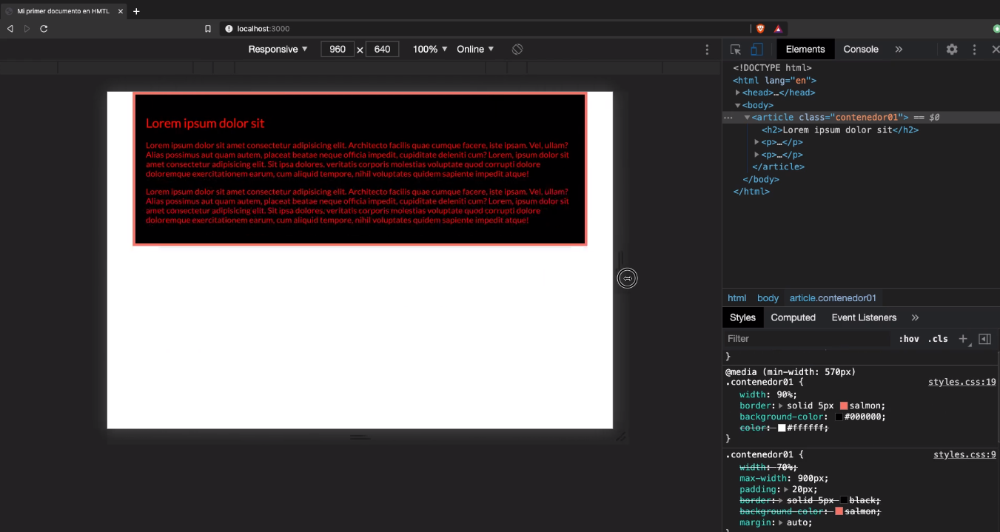 Mi primer documento en HMTL
localhost:3000
Responsive 960 × 640 100% Online
Elements Console
<!DOCTYPE html>
<html lang="en">
<head>…</head>
<body>
<article class="contenedor01"> == $0
<h2>Lorem ipsum dolor sit</h2>
<p>…</p>
<p>…</p>
</article>
</body>
</html>
Lorem ipsum dolor sit
Lorem ipsum dolor sit amet consectetur adipisicing elit. Architecto facilis quae cumque facere, iste ipsam. Vel, ullam?
Alias possimus aut quam autem, placeat beatae neque officia impedit, cupiditate deleniti cum? Lorem, ipsum dolor sit
amet consectetur adipisicing elit. Sit ipsa dolores, veritatis corporis molestias voluptate quod corrupti dolore
doloremque exercitationem earum, cum aliquid tempore, nihil voluptates quidem sapiente impedit atque!
Lorem ipsum dolor sit amet consectetur adipisicing elit. Architecto facilis quae cumque facere, iste ipsam. Vel, ullam?
Alias possimus aut quam autem, placeat beatae neque officia impedit, cupiditate deleniti cum? Lorem, ipsum dolor sit
amet consectetur adipisicing elit. Sit ipsa dolores, veritatis corporis molestias voluptate quod corrupti dolore
doloremque exercitationem earum, cum aliquid tempore, nihil voluptates quidem sapiente impedit atque!
html body article.contenedor01
Styles Computed Event Listeners
Filter :hov .cls
}
@media (min-width: 570px)
.contenedor01 { styles.css:19
width: 90%;
border: solid 5px salmon;
background-color: #000000;
color: #ffffff;
}
.contenedor01 { styles.css:9
width: 70%;
max-width: 900px;
padding: 20px;
border: solid 5px black;
background-color: salmon;
margin: auto;